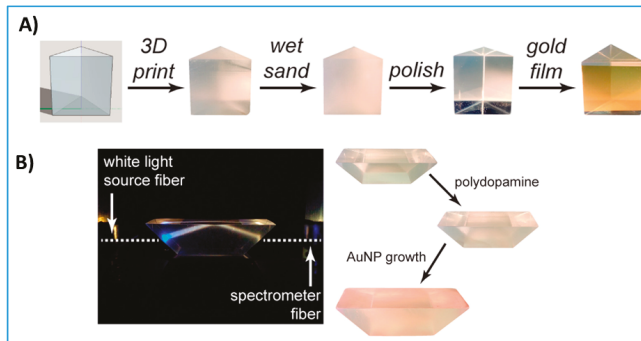 A)
3D
print
wet
sand
polish
gold
film
B)
white light
source fiber
polydopamine
AuNP growth
spectrometer
fiber